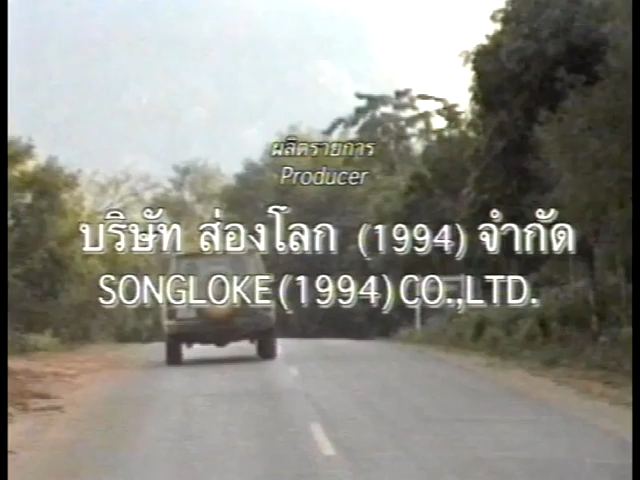 ผลิตรายการ
Producer
บริษัท ส่องโลก (1994) จำกัด
SONGLOKE (1994) CO.,LTD.